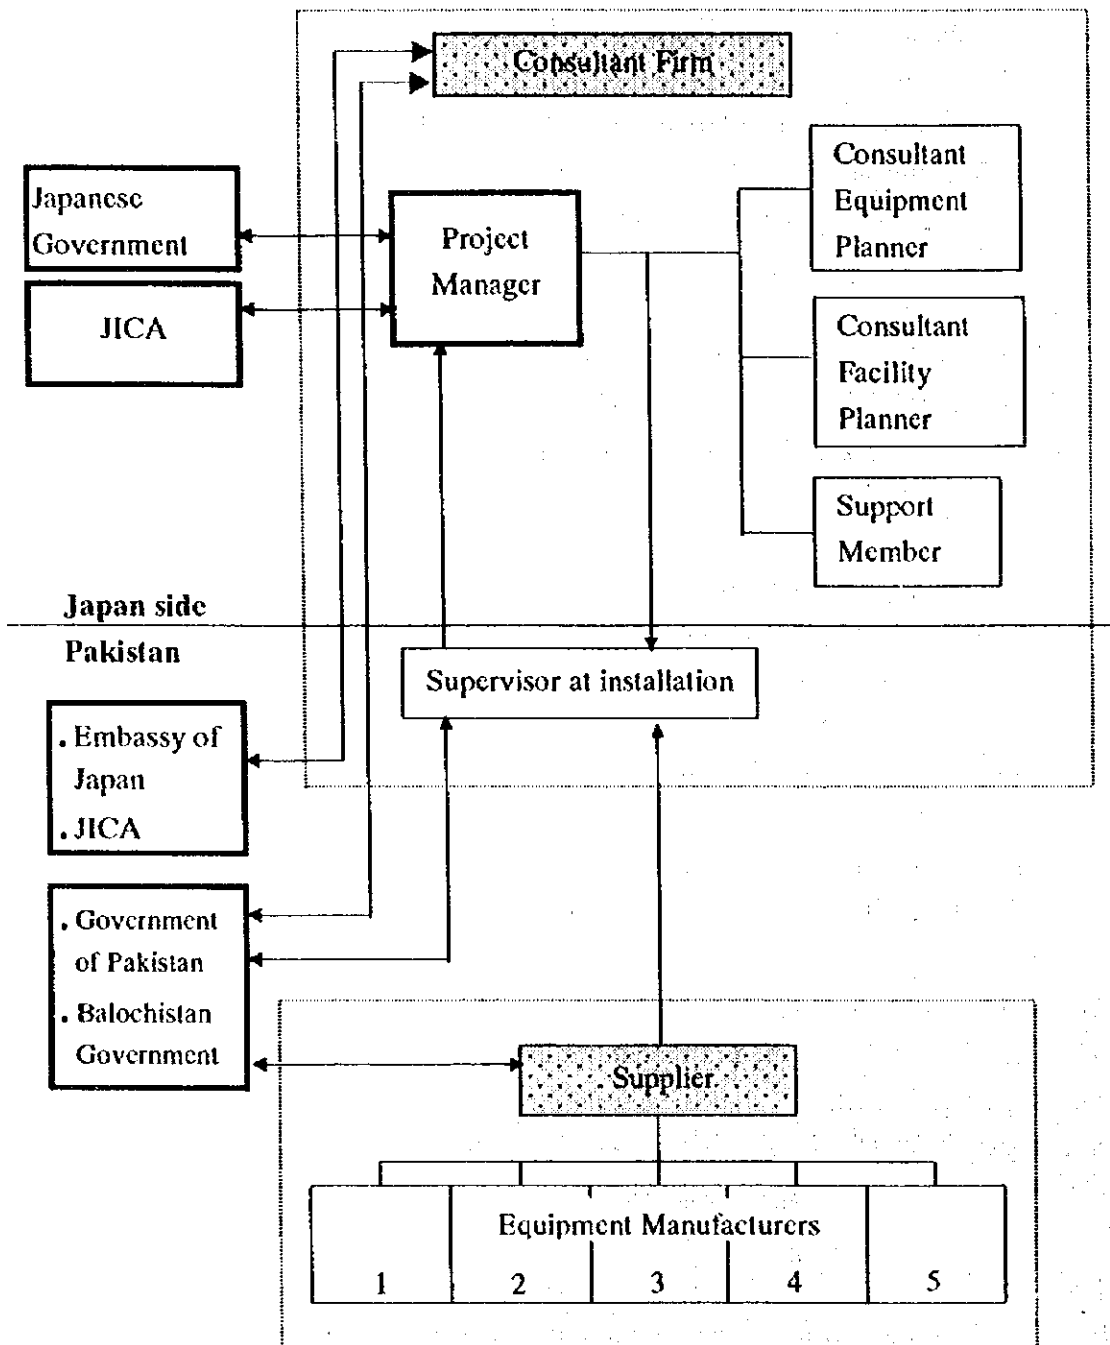 Consultant Firm
Japanese
Government
JICA
Project
Manager
Consultant
Equipment
Planner
Consultant
Facility
Planner
Support
Member
Japan side
Pakistan
Supervisor at installation
. Embassy of
Japan
. JICA
. Government
of Pakistan
. Balochistan
Government
Supplier
Equipment Manufacturers
1 2 3 4 5